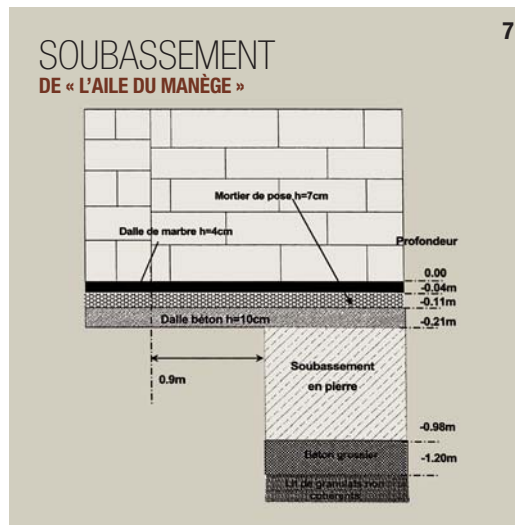 7
SOUBASSEMENT
DE « L'AILE DU MANÈGE »
Mortier de pose h=7cm
Dalle de marbre h=4cm
Profondeur
0.00
-0.04m
-0.11m
Dalle béton h=10cm
-0.21m
0.9m
Soubassement
en pierre
-0.98m
Béton grossier
-1.20m
Lit de granulats non
cohérents